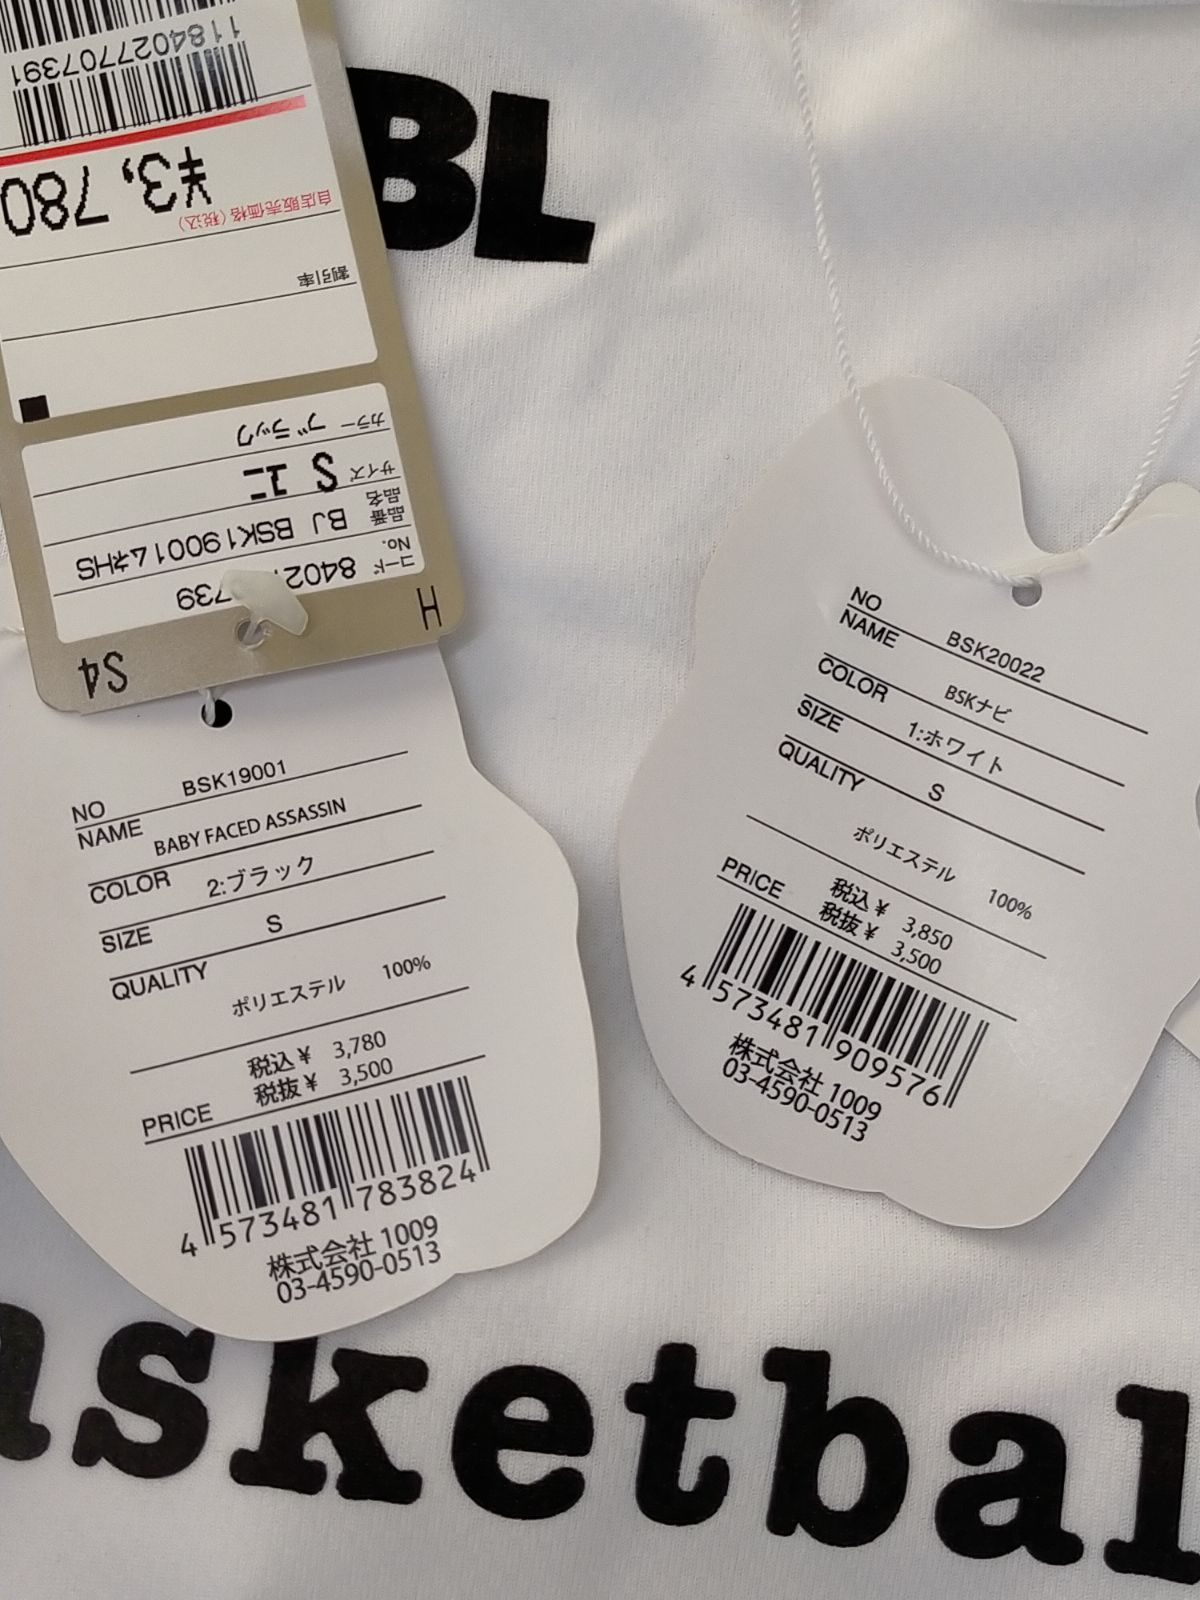 BL
118402770739１
¥3,780
自店販売価格(税込)
割引率
カラー ブラック
サイズ S ユニ
品番 品名 BJ BSK19001ムネHS
コード No. 8402 739
H
S4
NO BSK19001
NAME BABY FACED ASSASSIN
COLOR 2:ブラック
SIZE S
QUALITY
ポリエステル 100%
税込¥ 3,780
PRICE 税抜¥ 3,500
4 573481 783824
株式会社 1009
03-4590-0513
NO BSK20022
NAME BSKナビ
COLOR 1:ホワイト
SIZE S
QUALITY
ポリエステル 100%
PRICE 税込¥ 3,850
税抜¥ 3,500
4 573481 909576
株式会社 1009
03-4590-0513
asketbal